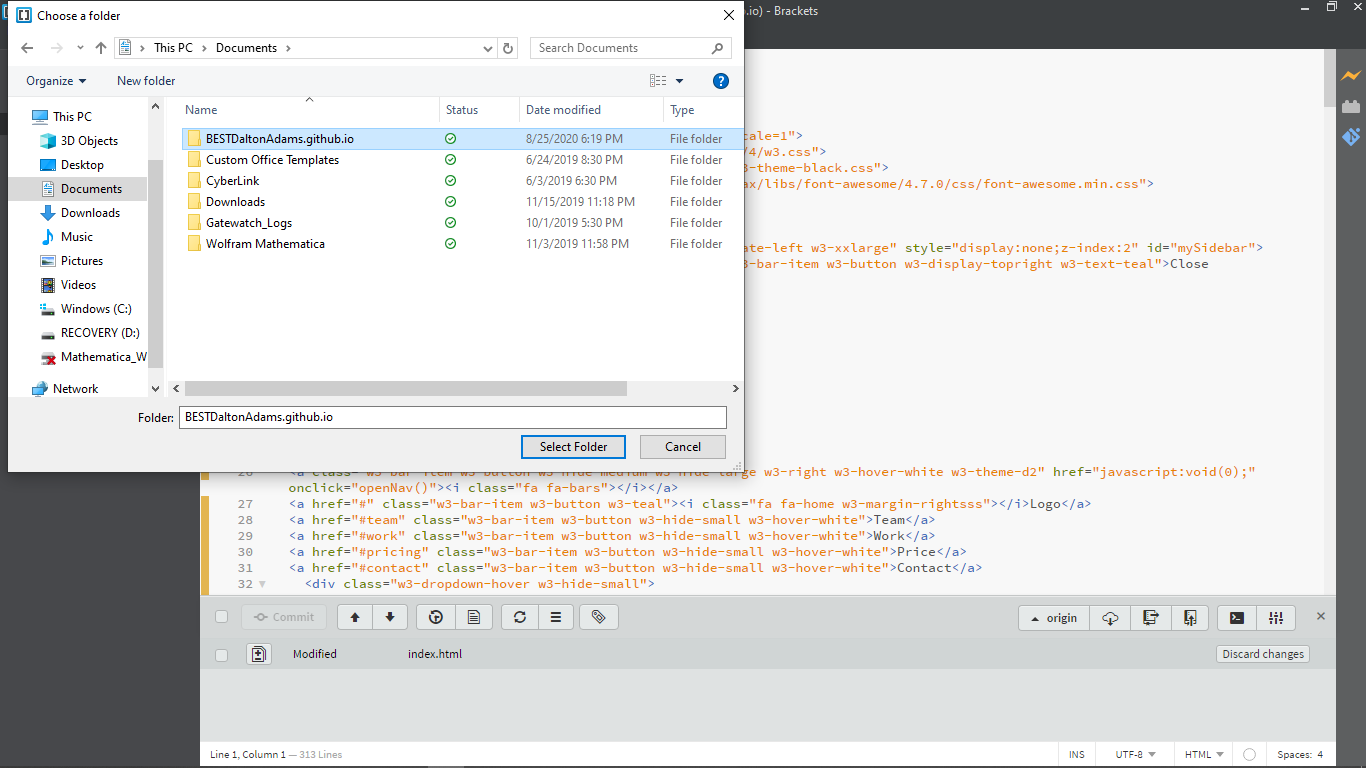 Choose a folder
.io) - Brackets
This PC
Documents
Search Documents
Organize
New folder
?
Name
Status
Date modified
Type
This PC
3D Objects
Desktop
Documents
Downloads
Music
Pictures
Videos
Windows (C:)
RECOVERY (D:)
Mathematica_W
Network
BESTDaltonAdams.github.io 8/25/2020 6:19 PM File folder
Custom Office Templates 6/24/2019 8:30 PM File folder
CyberLink 6/3/2019 6:30 PM File folder
Downloads 11/15/2019 11:18 PM File folder
Gatewatch_Logs 10/1/2019 5:30 PM File folder
Wolfram Mathematica 11/3/2019 11:58 PM File folder
Folder: BESTDaltonAdams.github.io
Select Folder
Cancel
cale=1">
/4/w3.css">
3-theme-black.css">
ax/libs/font-awesome/4.7.0/css/font-awesome.min.css">
ate-left w3-xxlarge" style="display:none;z-index:2" id="mySidebar">
3-bar-item w3-button w3-display-topright w3-text-teal">Close
26 <a class="w3-bar-item w3-button w3-hide-medium w3-hide-large w3-right w3-hover-white w3-theme-d2" href="javascript:void(0);"
onclick="openNav()"><i class="fa fa-bars"></i></a>
27 <a href="#" class="w3-bar-item w3-button w3-teal"><i class="fa fa-home w3-margin-rightsss"></i>Logo</a>
28 <a href="#team" class="w3-bar-item w3-button w3-hide-small w3-hover-white">Team</a>
29 <a href="#work" class="w3-bar-item w3-button w3-hide-small w3-hover-white">Work</a>
30 <a href="#pricing" class="w3-bar-item w3-button w3-hide-small w3-hover-white">Price</a>
31 <a href="#contact" class="w3-bar-item w3-button w3-hide-small w3-hover-white">Contact</a>
32 <div class="w3-dropdown-hover w3-hide-small">
Commit
origin
Modified index.html
Discard changes
Line 1, Column 1 — 313 Lines
INS
UTF-8
HTML
Spaces: 4